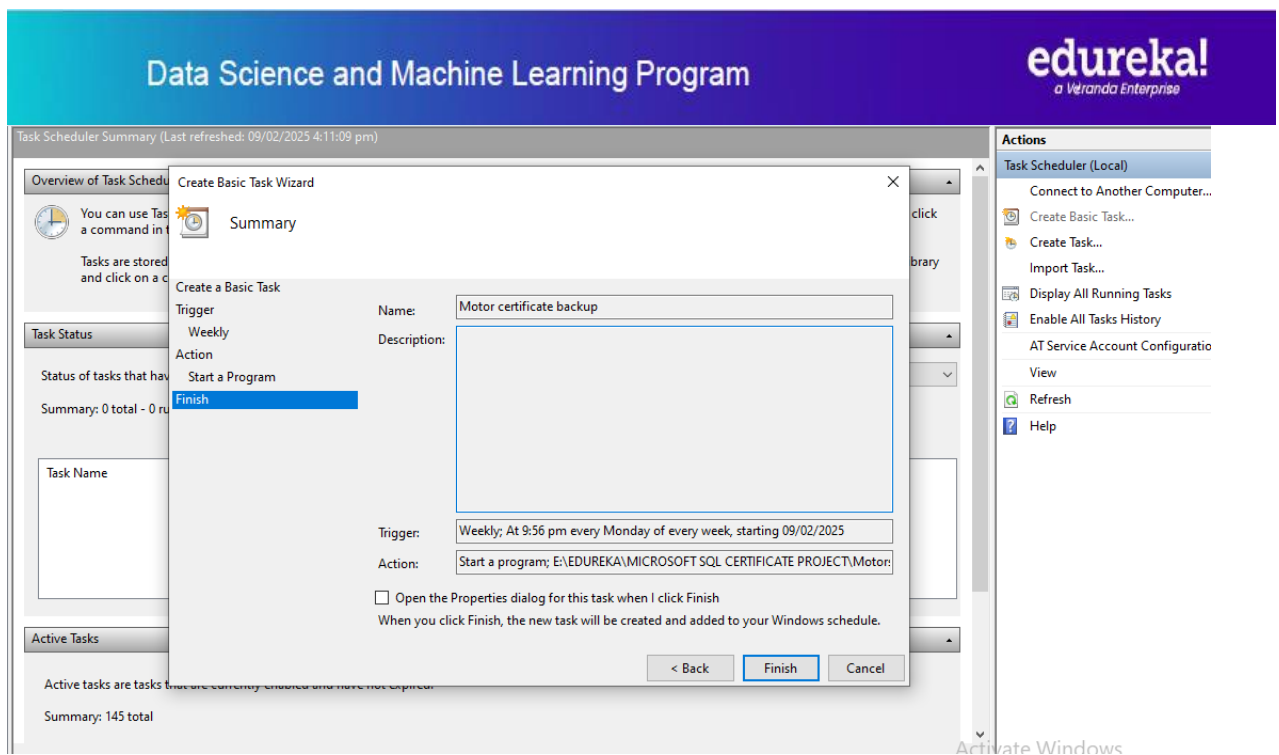 Data Science and Machine Learning Program
edureka!
a Veranda Enterprise
Task Scheduler Summary (Last refreshed: 09/02/2025 4:11:09 pm)
Overview of Task Schedu
You can use Tas
a command in t
click
Tasks are stored
and click on a c
brary
Task Status
Status of tasks that hav
Summary: 0 total - 0 ru
Task Name
Active Tasks
Active tasks are tasks that are currently enabled and have not expired.
Summary: 145 total
Create Basic Task Wizard
Summary
Create a Basic Task
Trigger
Weekly
Action
Start a Program
Finish
Name:
Motor certificate backup
Description:
Trigger:
Weekly; At 9:56 pm every Monday of every week, starting 09/02/2025
Action:
Start a program; E:\EDUREKA\MICROSOFT SQL CERTIFICATE PROJECT\Motor
Open the Properties dialog for this task when I click Finish
When you click Finish, the new task will be created and added to your Windows schedule.
< Back
Finish
Cancel
Actions
Task Scheduler (Local)
Connect to Another Computer...
Create Basic Task...
Create Task...
Import Task...
Display All Running Tasks
Enable All Tasks History
AT Service Account Configuratio
View
Refresh
Help
Activate Windows